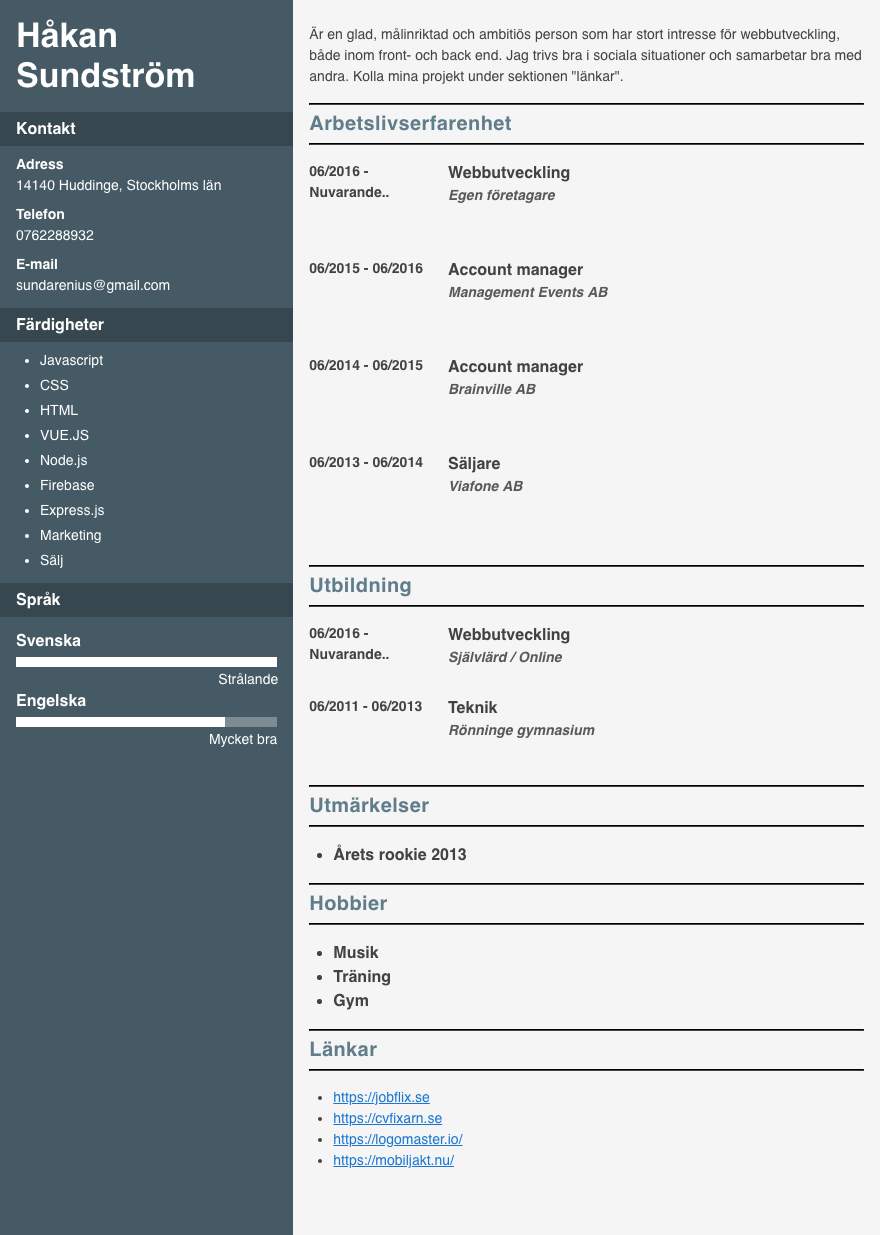 Håkan
Sundström
Kontakt
Adress
14140 Huddinge, Stockholms län
Telefon
0762288932
E-mail
sundarenius@gmail.com
Färdigheter
Javascript
CSS
HTML
VUE.JS
Node.js
Firebase
Express.js
Marketing
Sälj
Språk
Svenska
Strålande
Engelska
Mycket bra
Är en glad, målinriktad och ambitiös person som har stort intresse för webbutveckling,
både inom front- och back end. Jag trivs bra i sociala situationer och samarbetar bra med
andra. Kolla mina projekt under sektionen "länkar".
Arbetslivserfarenhet
06/2016 -
Nuvarande..
Webbutveckling
Egen företagare
06/2015 - 06/2016
Account manager
Management Events AB
06/2014 - 06/2015
Account manager
Brainville AB
06/2013 - 06/2014
Säljare
Viafone AB
Utbildning
06/2016 -
Nuvarande..
Webbutveckling
Självlärd / Online
06/2011 - 06/2013
Teknik
Rönninge gymnasium
Utmärkelser
Årets rookie 2013
Hobbier
Musik
Träning
Gym
Länkar
https://jobflix.se
https://cvfixarn.se
https://logomaster.io/
https://mobiljakt.nu/